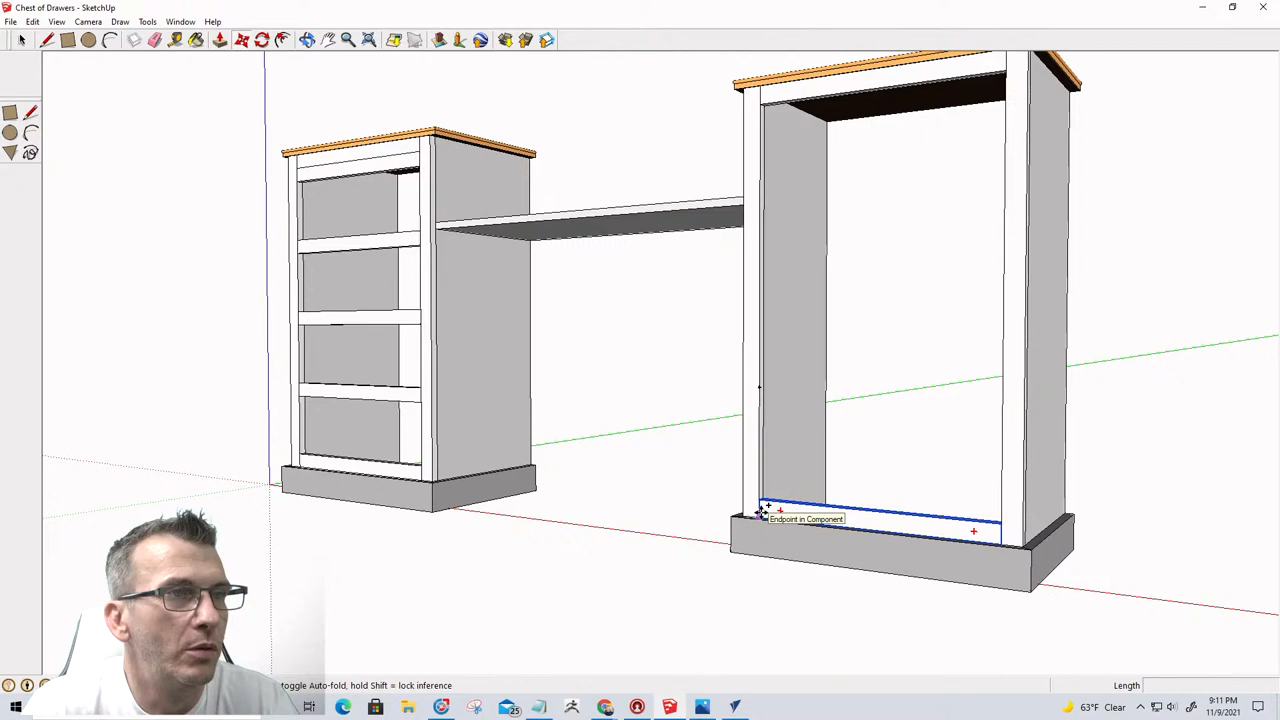 Chest of Drawers - SketchUp
File Edit View Camera Draw Tools Window Help
Endpoint in Component
toggle Auto-fold, hold Shift = lock inference
Length
25
63°F Clear
9:11 PM
11/9/2021